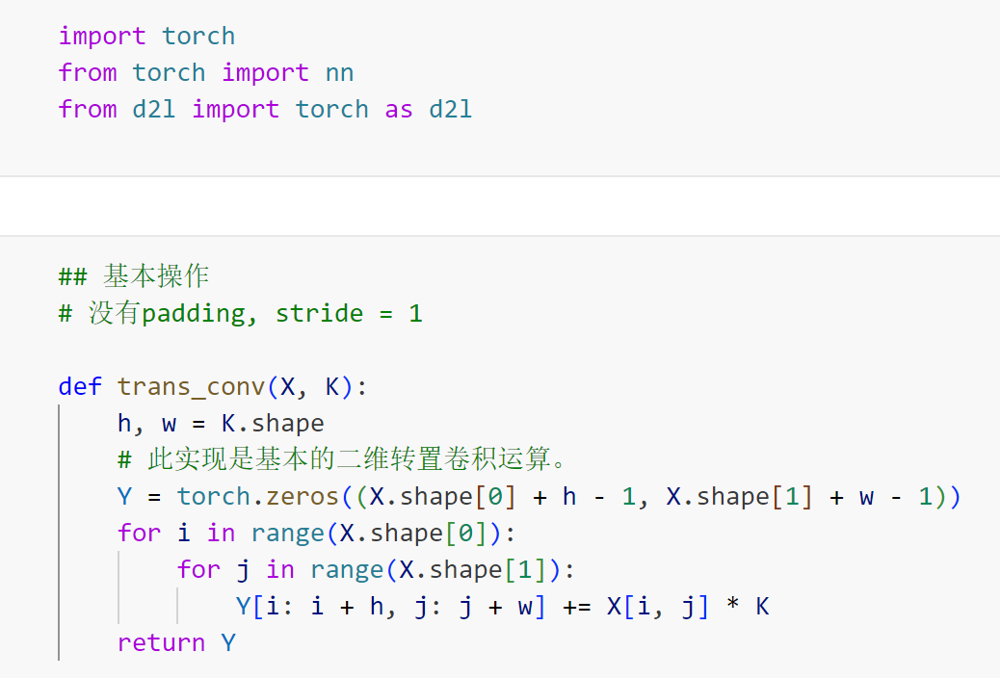 import torch
from torch import nn
from d2l import torch as d2l
## 基本操作
# 没有padding, stride = 1
def trans_conv(X, K):
    h, w = K.shape
    # 此实现是基本的二维转置卷积运算。
    Y = torch.zeros((X.shape[0] + h - 1, X.shape[1] + w - 1))
    for i in range(X.shape[0]):
        for j in range(X.shape[1]):
            Y[i: i + h, j: j + w] += X[i, j] * K
    return Y